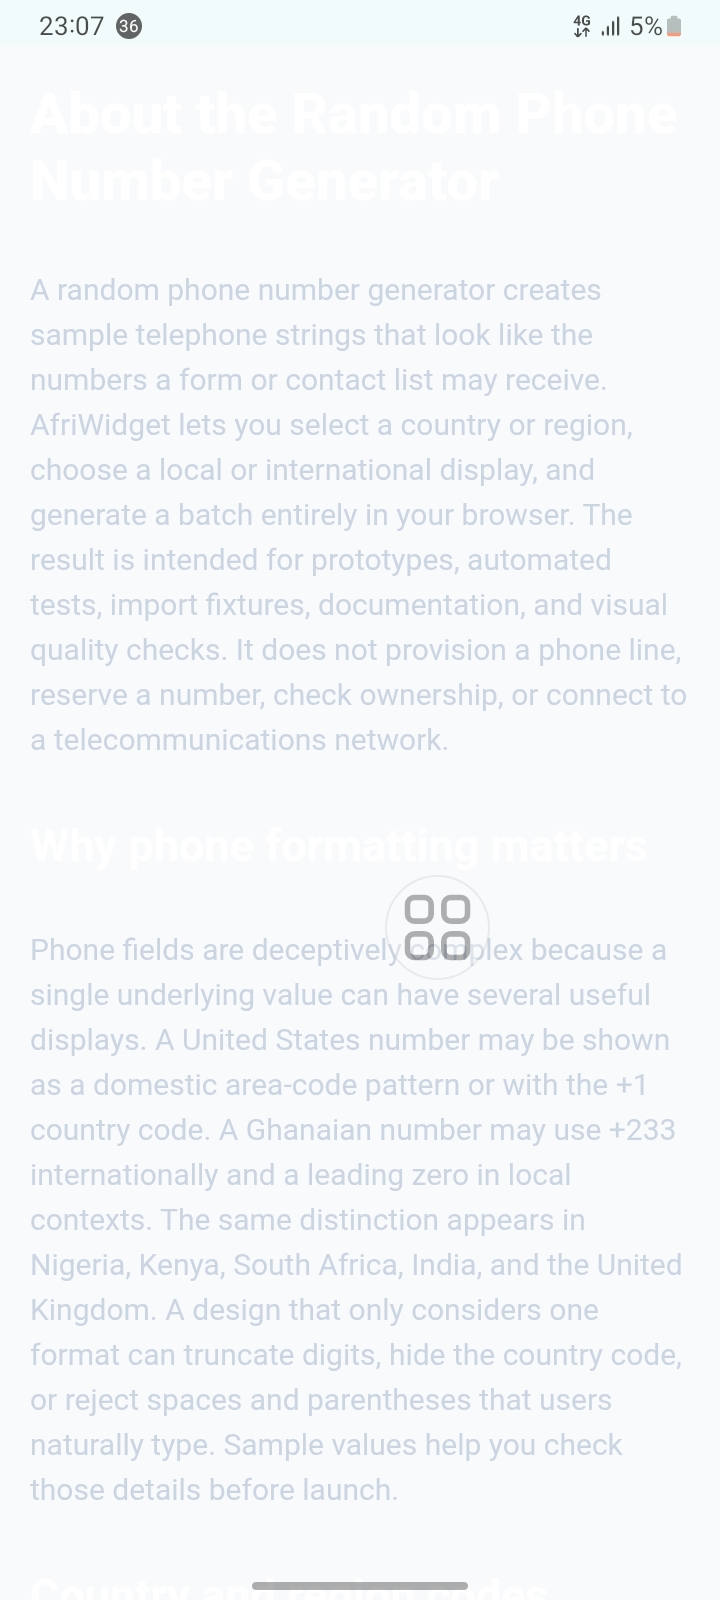 23:07 36 4G 5%
About the Random Phone
Number Generator
A random phone number generator creates
sample telephone strings that look like the
numbers a form or contact list may receive.
AfriWidget lets you select a country or region,
choose a local or international display, and
generate a batch entirely in your browser. The
result is intended for prototypes, automated
tests, import fixtures, documentation, and visual
quality checks. It does not provision a phone line,
reserve a number, check ownership, or connect to
a telecommunications network.
Why phone formatting matters
Phone fields are deceptively complex because a
single underlying value can have several useful
displays. A United States number may be shown
as a domestic area-code pattern or with the +1
country code. A Ghanaian number may use +233
internationally and a leading zero in local
contexts. The same distinction appears in
Nigeria, Kenya, South Africa, India, and the United
Kingdom. A design that only considers one
format can truncate digits, hide the country code,
or reject spaces and parentheses that users
naturally type. Sample values help you check
those details before launch.
Country and region codes